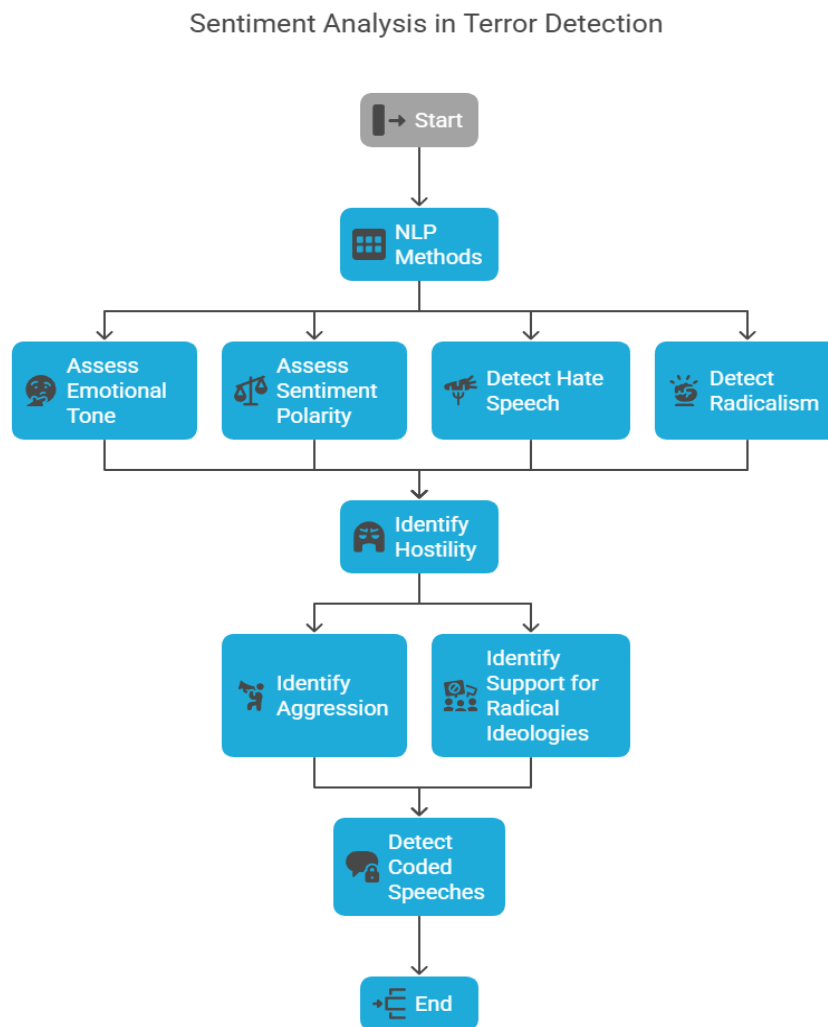 Sentiment Analysis in Terror Detection
Start
NLP
Methods
Assess
Emotional
Tone
Assess
Sentiment
Polarity
Detect Hate
Speech
Detect
Radicalism
Identify
Hostility
Identify
Aggression
Identify
Support for
Radical
Ideologies
Detect
Coded
Speeches
End